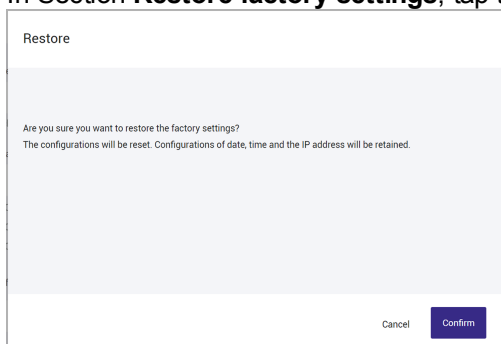 In Section Restore factory settings, tap
Restore
Are you sure you want to restore the factory settings?
The configurations will be reset. Configurations of date, time and the IP address will be retained.
Cancel Confirm